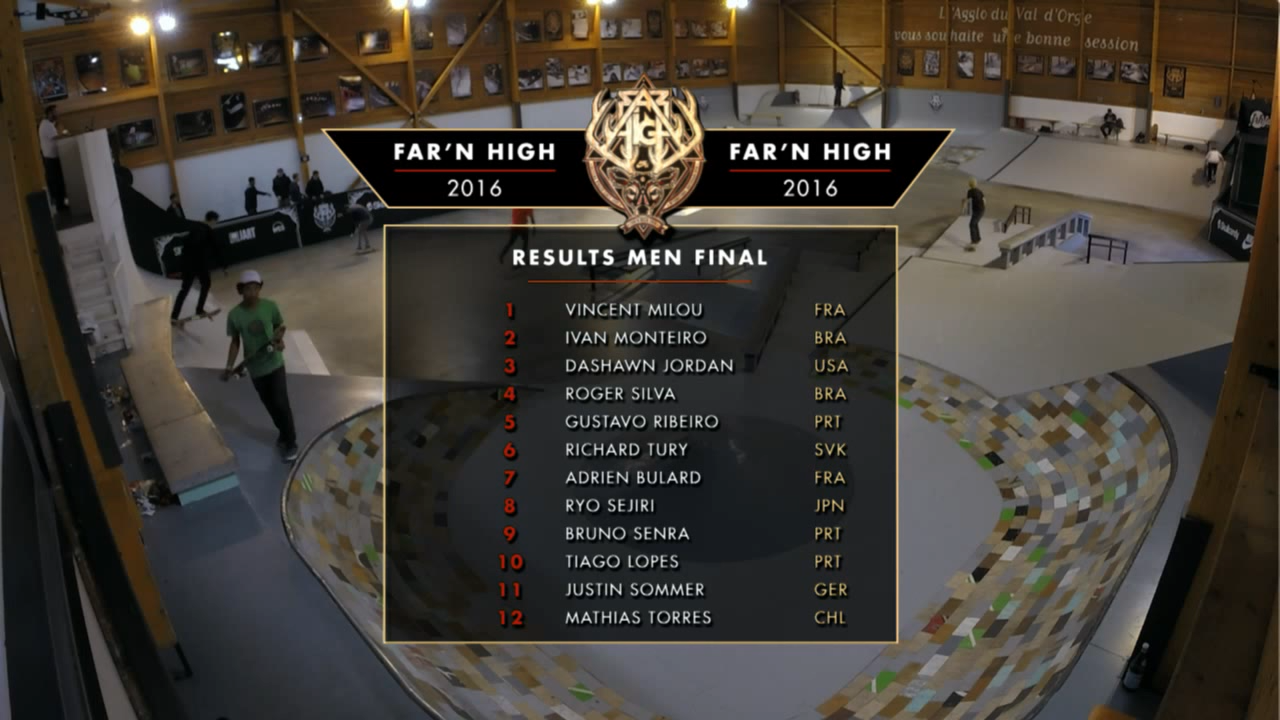 L'Agglo du Val d'Orge
vous souhaite une bonne session
FAR'N HIGH
2016
FAR'N HIGH
2016
RESULTS MEN FINAL
1 VINCENT MILOU FRA
2 IVAN MONTEIRO BRA
3 DASHAWN JORDAN USA
4 ROGER SILVA BRA
5 GUSTAVO RIBEIRO PRT
6 RICHARD TURY SVK
7 ADRIEN BULARD FRA
8 RYO SEJIRI JPN
9 BRUNO SENRA PRT
10 TIAGO LOPES PRT
11 JUSTIN SOMMER GER
12 MATHIAS TORRES CHL